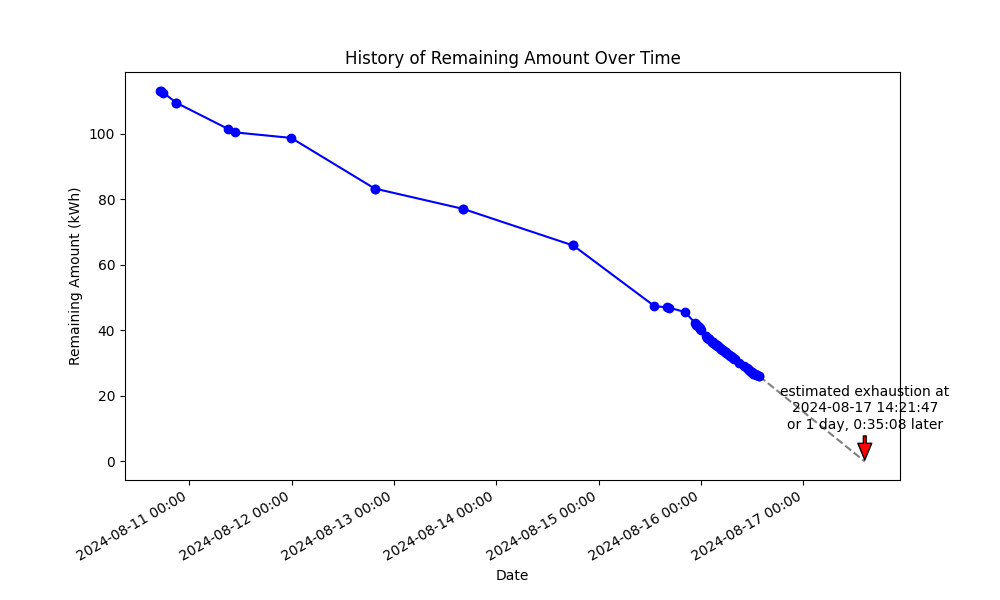 History of Remaining Amount Over Time
Remaining Amount (kWh)
100
80
60
40
20
0
estimated exhaustion at
2024-08-17 14:21:47
or 1 day, 0:35:08 later
2024-08-11 00:00
2024-08-12 00:00
2024-08-13 00:00
2024-08-14 00:00
2024-08-15 00:00
2024-08-16 00:00
2024-08-17 00:00
Date